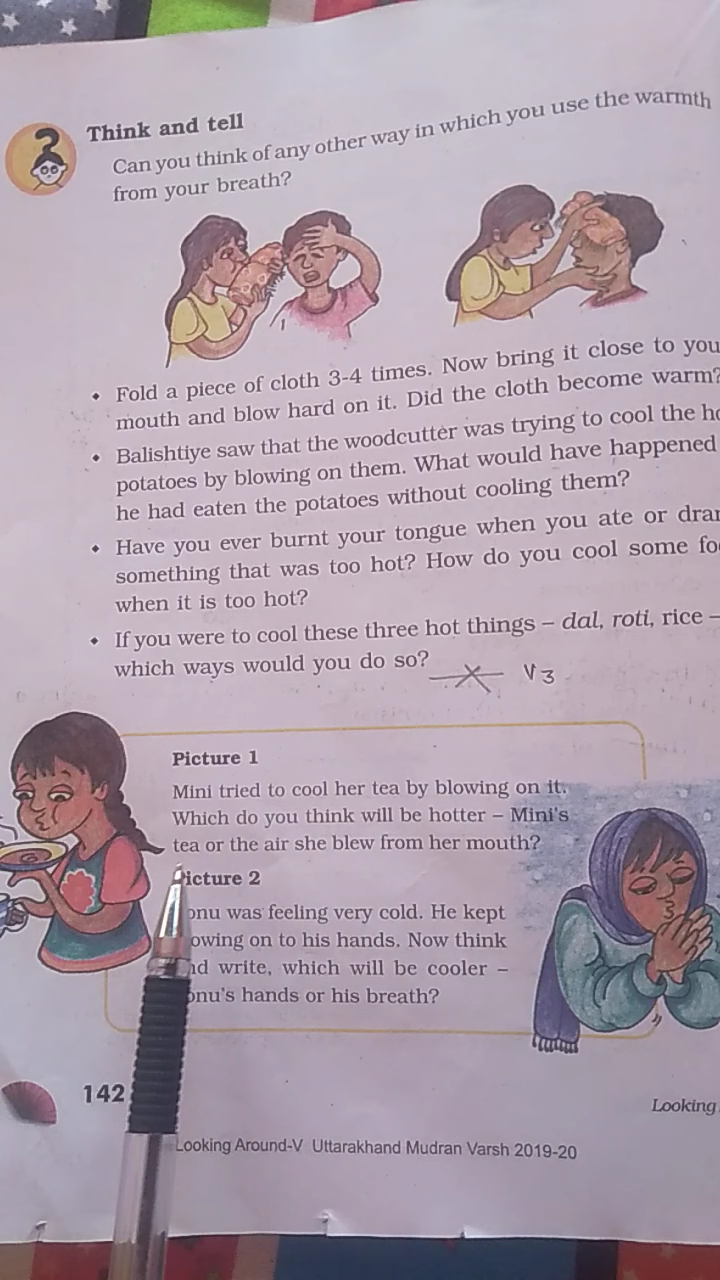 Think and tell
Can you think of any other way in which you use the warmth
from your breath?
• Fold a piece of cloth 3-4 times. Now bring it close to you
mouth and blow hard on it. Did the cloth become warm?
• Balishtiye saw that the woodcutter was trying to cool the ho
potatoes by blowing on them. What would have happened
he had eaten the potatoes without cooling them?
• Have you ever burnt your tongue when you ate or dran
something that was too hot? How do you cool some foo
when it is too hot?
• If you were to cool these three hot things – dal, roti, rice –
which ways would you do so?
Picture 1
Mini tried to cool her tea by blowing on it.
Which do you think will be hotter – Mini's
tea or the air she blew from her mouth?
icture 2
onu was feeling very cold. He kept
owing on to his hands. Now think
nd write, which will be cooler –
onu's hands or his breath?
142
Looking
Looking Around-V Uttarakhand Mudran Varsh 2019-20